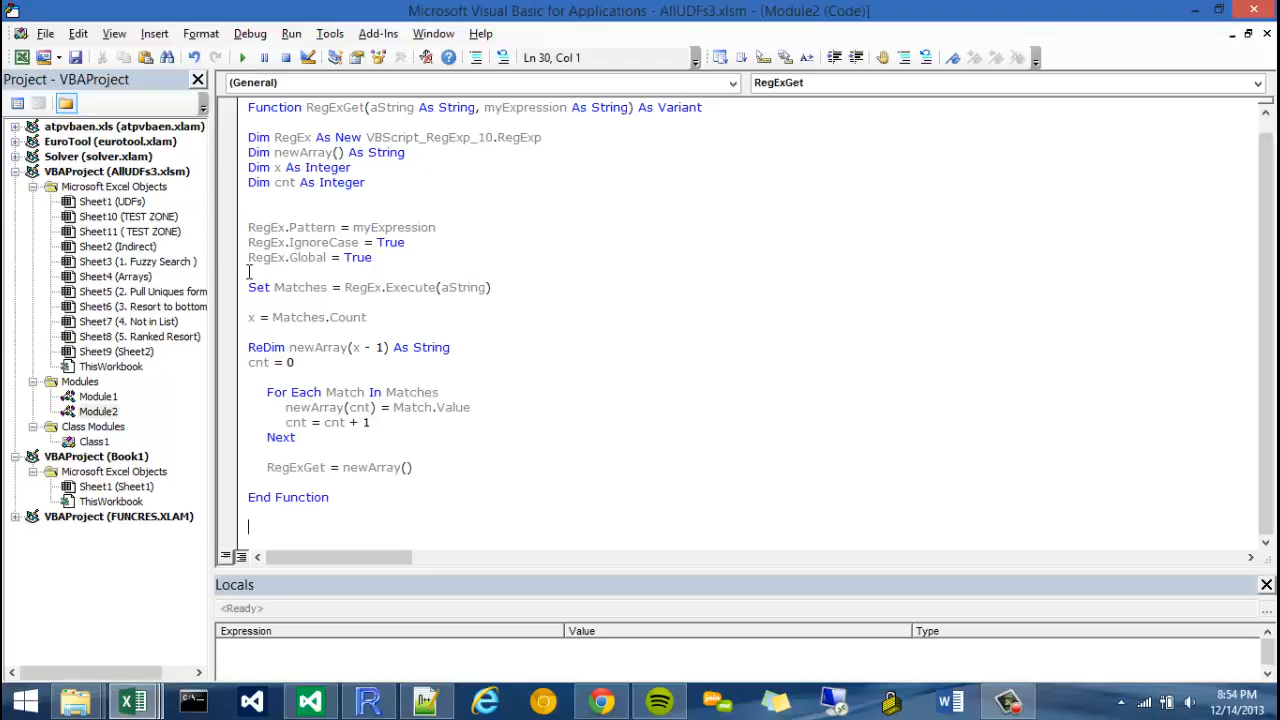 Microsoft Visual Basic for Applications - AllUDFs3.xlsm - [Module2 (Code)]
File Edit View Insert Format Debug Run Tools Add-Ins Window Help
Ln 30, Col 1
Project - VBAProject
(General)
RegExGet
atpvbaen.xls (atpvbaen.xlam)
EuroTool (eurotool.xlam)
Solver (solver.xlam)
VBAProject (AllUDFs3.xlsm)
Microsoft Excel Objects
Sheet1 (UDFs)
Sheet10 (TEST ZONE)
Sheet11 ( TEST ZONE)
Sheet2 (Indirect)
Sheet3 (1. Fuzzy Search )
Sheet4 (Arrays)
Sheet5 (2. Pull Uniques form
Sheet6 (3. Resort to bottom
Sheet7 (4. Not in List)
Sheet8 (5. Ranked Resort)
Sheet9 (Sheet2)
ThisWorkbook
Modules
Module1
Module2
Class Modules
Class1
VBAProject (Book1)
Microsoft Excel Objects
Sheet1 (Sheet1)
ThisWorkbook
VBAProject (FUNCRES.XLAM)
Function RegExGet(aString As String, myExpression As String) As Variant
Dim RegEx As New VBScript_RegExp_10.RegExp
Dim newArray() As String
Dim x As Integer
Dim cnt As Integer
RegEx.Pattern = myExpression
RegEx.IgnoreCase = True
RegEx.Global = True
Set Matches = RegEx.Execute(aString)
x = Matches.Count
ReDim newArray(x - 1) As String
cnt = 0
For Each Match In Matches
newArray(cnt) = Match.Value
cnt = cnt + 1
Next
RegExGet = newArray()
End Function
Locals
<Ready>
Expression Value Type
8:54 PM
12/14/2013